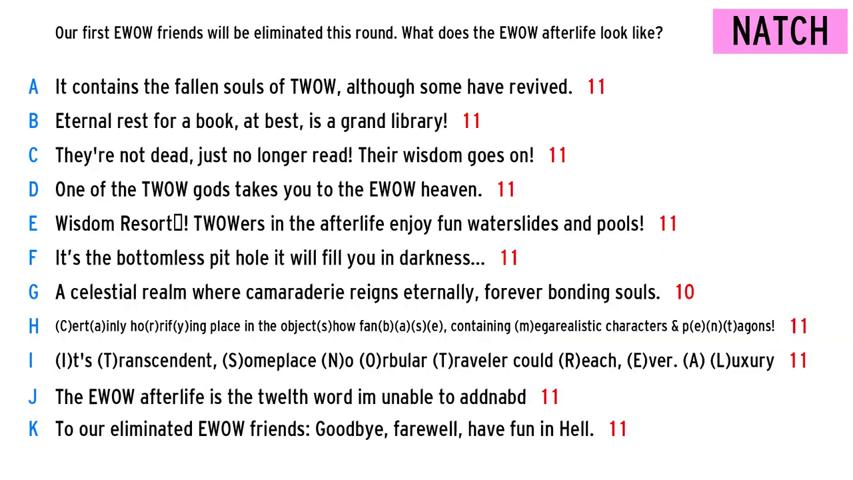 Our first EWOW friends will be eliminated this round. What does the EWOW afterlife look like?
NATCH
A It contains the fallen souls of TWOW, although some have revived. 11
B Eternal rest for a book, at best, is a grand library! 11
C They're not dead, just no longer read! Their wisdom goes on! 11
D One of the TWOW gods takes you to the EWOW heaven. 11
E Wisdom Resort▯! TWOWers in the afterlife enjoy fun waterslides and pools! 11
F It's the bottomless pit hole it will fill you in darkness... 11
G A celestial realm where camaraderie reigns eternally, forever bonding souls. 10
H (C)ert(a)inly ho(r)rif(y)ing place in the object(s)how fan(b)(a)(s)(e), containing (m)egarealistic characters & p(e)(n)(t)agons! 11
I (I)t's (T)ranscendent, (S)omeplace (N)o (O)rbular (T)raveler could (R)each, (E)ver. (A) (L)uxury 11
J The EWOW afterlife is the twelth word im unable to addnabd 11
K To our eliminated EWOW friends: Goodbye, farewell, have fun in Hell. 11